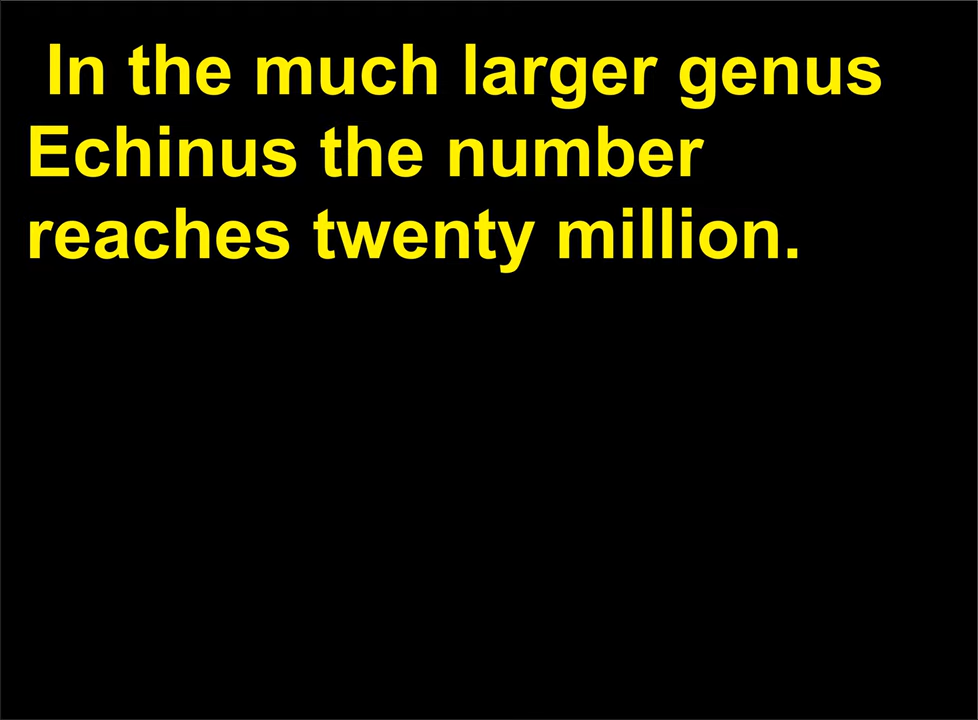 In the much larger genus
Echinus the number
reaches twenty million.